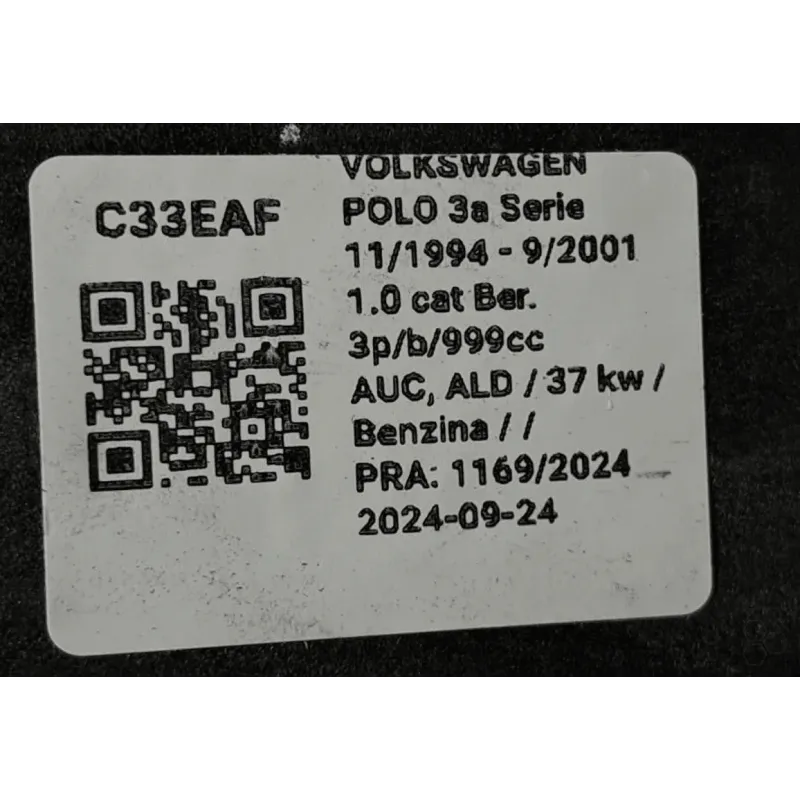 C33EAF
VOLKSWAGEN
POLO 3a Serie
11/1994 - 9/2001
1.0 cat Ber.
3p/b/999cc
AUC, ALD / 37 kw /
Benzina / /
PRA: 1169/2024
2024-09-24